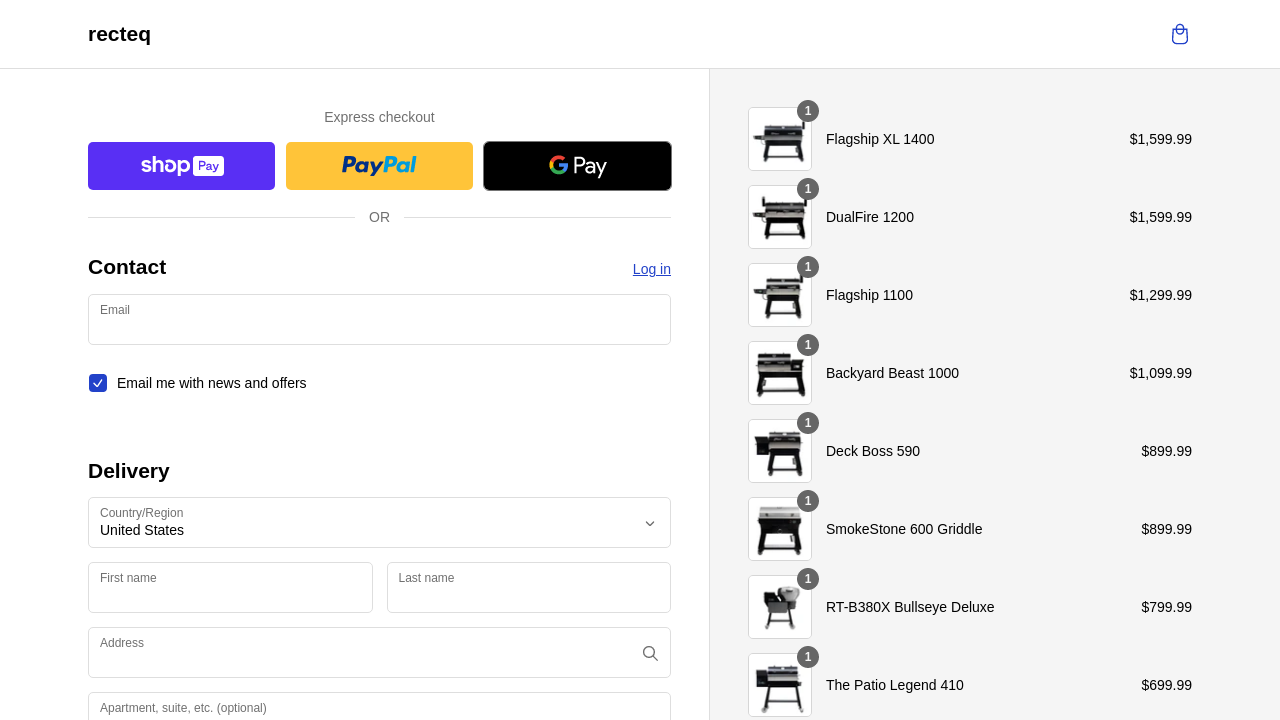 recteq
Express checkout
shop Pay
PayPal
G Pay
OR
Contact
Log in
Email
Email me with news and offers
Delivery
Country/Region
United States
First name
Last name
Address
Apartment, suite, etc. (optional)
1
Flagship XL 1400
$1,599.99
1
DualFire 1200
$1,599.99
1
Flagship 1100
$1,299.99
1
Backyard Beast 1000
$1,099.99
1
Deck Boss 590
$899.99
1
SmokeStone 600 Griddle
$899.99
1
RT-B380X Bullseye Deluxe
$799.99
1
The Patio Legend 410
$699.99